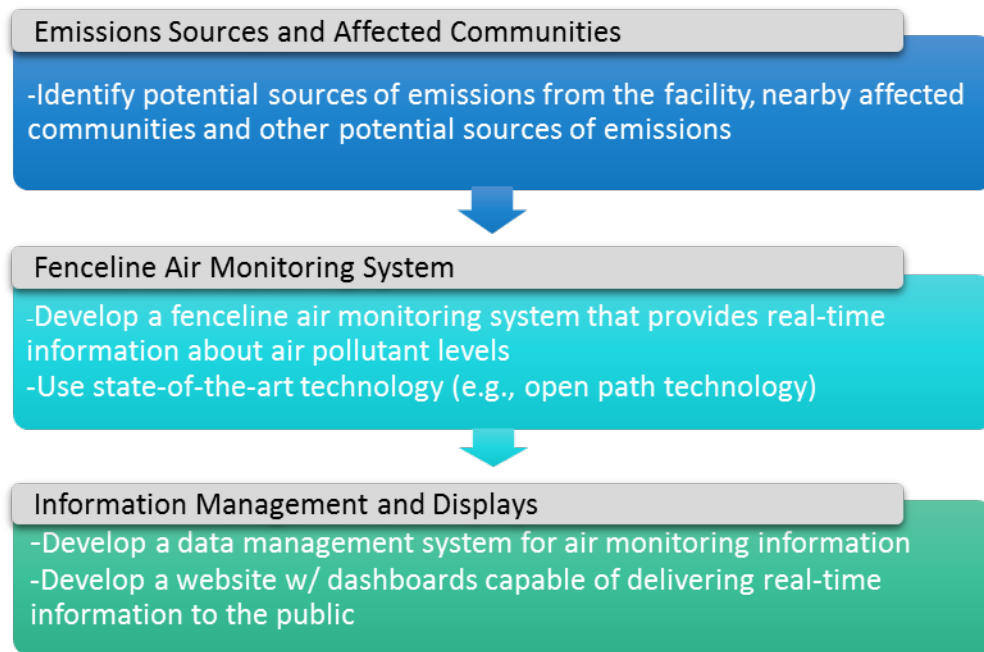 Emissions Sources and Affected Communities
-Identify potential sources of emissions from the facility, nearby affected
communities and other potential sources of emissions
Fenceline Air Monitoring System
-Develop a fenceline air monitoring system that provides real-time
information about air pollutant levels
-Use state-of-the-art technology (e.g., open path technology)
Information Management and Displays
-Develop a data management system for air monitoring information
-Develop a website w/ dashboards capable of delivering real-time
information to the public